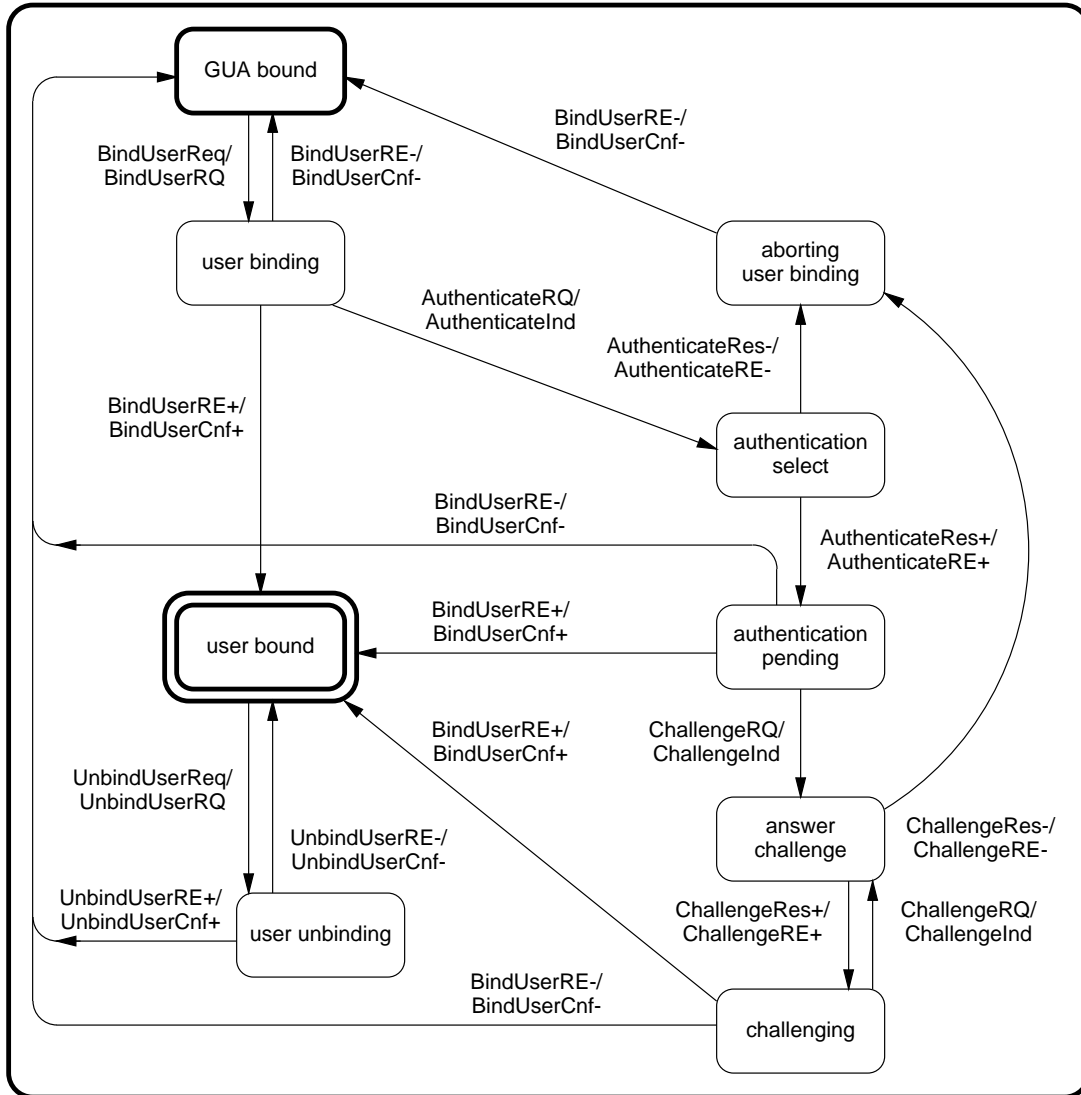 GUA bound
BindUserReq/
BindUserRQ
BindUserRE-/
BindUserCnf-
BindUserRE-/
BindUserCnf-
user binding
aborting
user binding
AuthenticateRQ/
AuthenticateInd
AuthenticateRes-/
AuthenticateRE-
BindUserRE+/
BindUserCnf+
authentication
select
BindUserRE-/
BindUserCnf-
AuthenticateRes+/
AuthenticateRE+
user bound
BindUserRE+/
BindUserCnf+
authentication
pending
BindUserRE+/
BindUserCnf+
ChallengeRQ/
ChallengeInd
UnbindUserReq/
UnbindUserRQ
UnbindUserRE-/
UnbindUserCnf-
answer
challenge
ChallengeRes-/
ChallengeRE-
UnbindUserRE+/
UnbindUserCnf+
user unbinding
ChallengeRes+/
ChallengeRE+
ChallengeRQ/
ChallengeInd
BindUserRE-/
BindUserCnf-
challenging